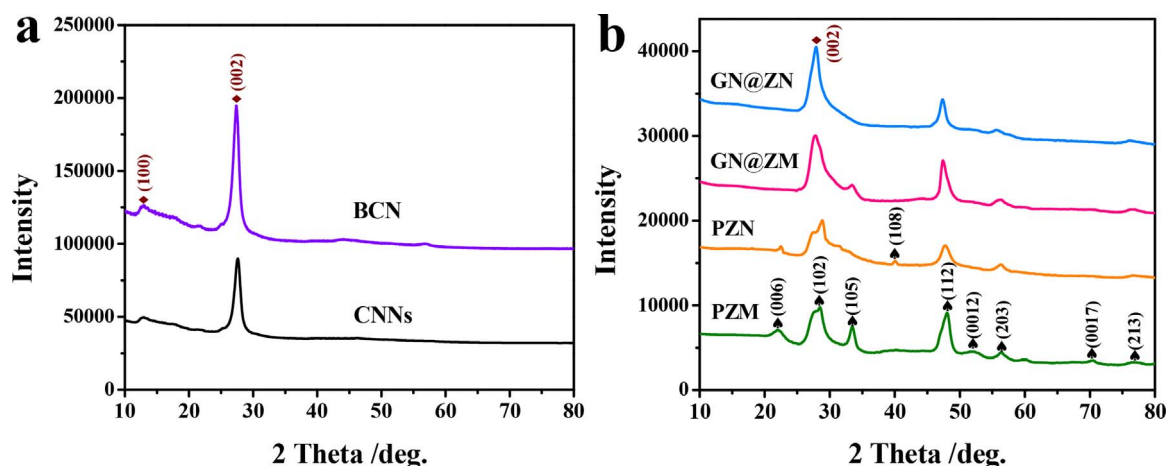 a
250000
200000
150000
100000
50000
0
Intensity
♦(100)
♦(002)
BCN
CNNs
10 20 30 40 50 60 70 80
2 Theta /deg.
b
40000
30000
20000
10000
0
Intensity
♦(002)
GN@ZN
GN@ZM
PZN
♠(108)
PZM
♠(006)
♠(102)
♠(105)
♠(112)
♠(0012)
♠(203)
♠(0017)
♠(213)
10 20 30 40 50 60 70 80
2 Theta /deg.